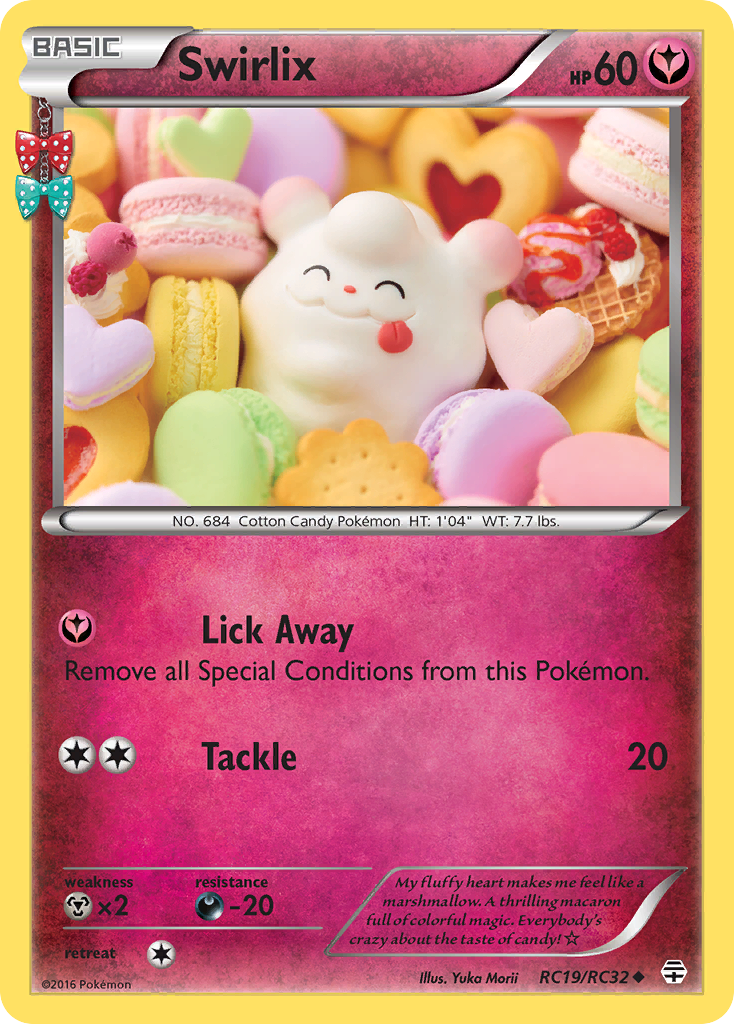 BASIC
Swirlix
HP60
NO. 684 Cotton Candy Pokémon HT: 1'04" WT: 7.7 lbs.
Lick Away
Remove all Special Conditions from this Pokémon.
Tackle 20
weakness resistance
×2 -20
My fluffy heart makes me feel like a
marshmallow. A thrilling macaron
full of colorful magic. Everybody's
crazy about the taste of candy!☆
retreat
©2016 Pokémon
Illus. Yuka Morii RC19/RC32